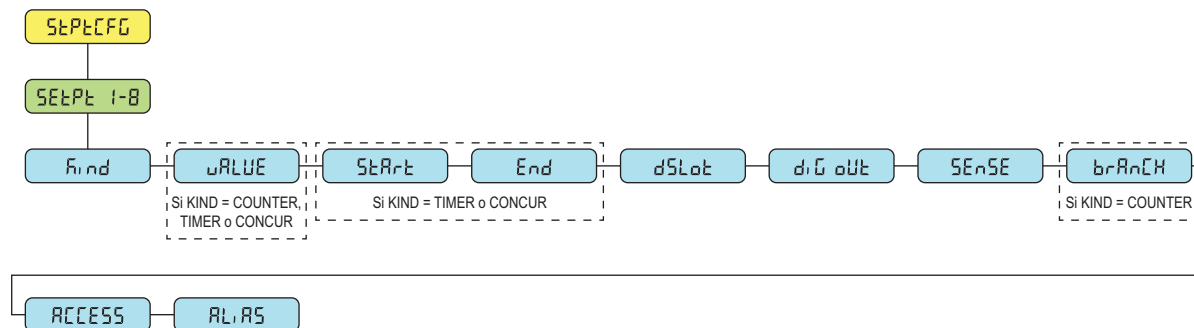 StPtCFG
SEtPt 1-8
Kind
vALUE
StArt
End
dSLot
diG oUt
SEnSE
brAnCH
Si KIND = COUNTER,
TIMER o CONCUR
Si KIND = TIMER o CONCUR
Si KIND = COUNTER
ACCESS
ALiAS